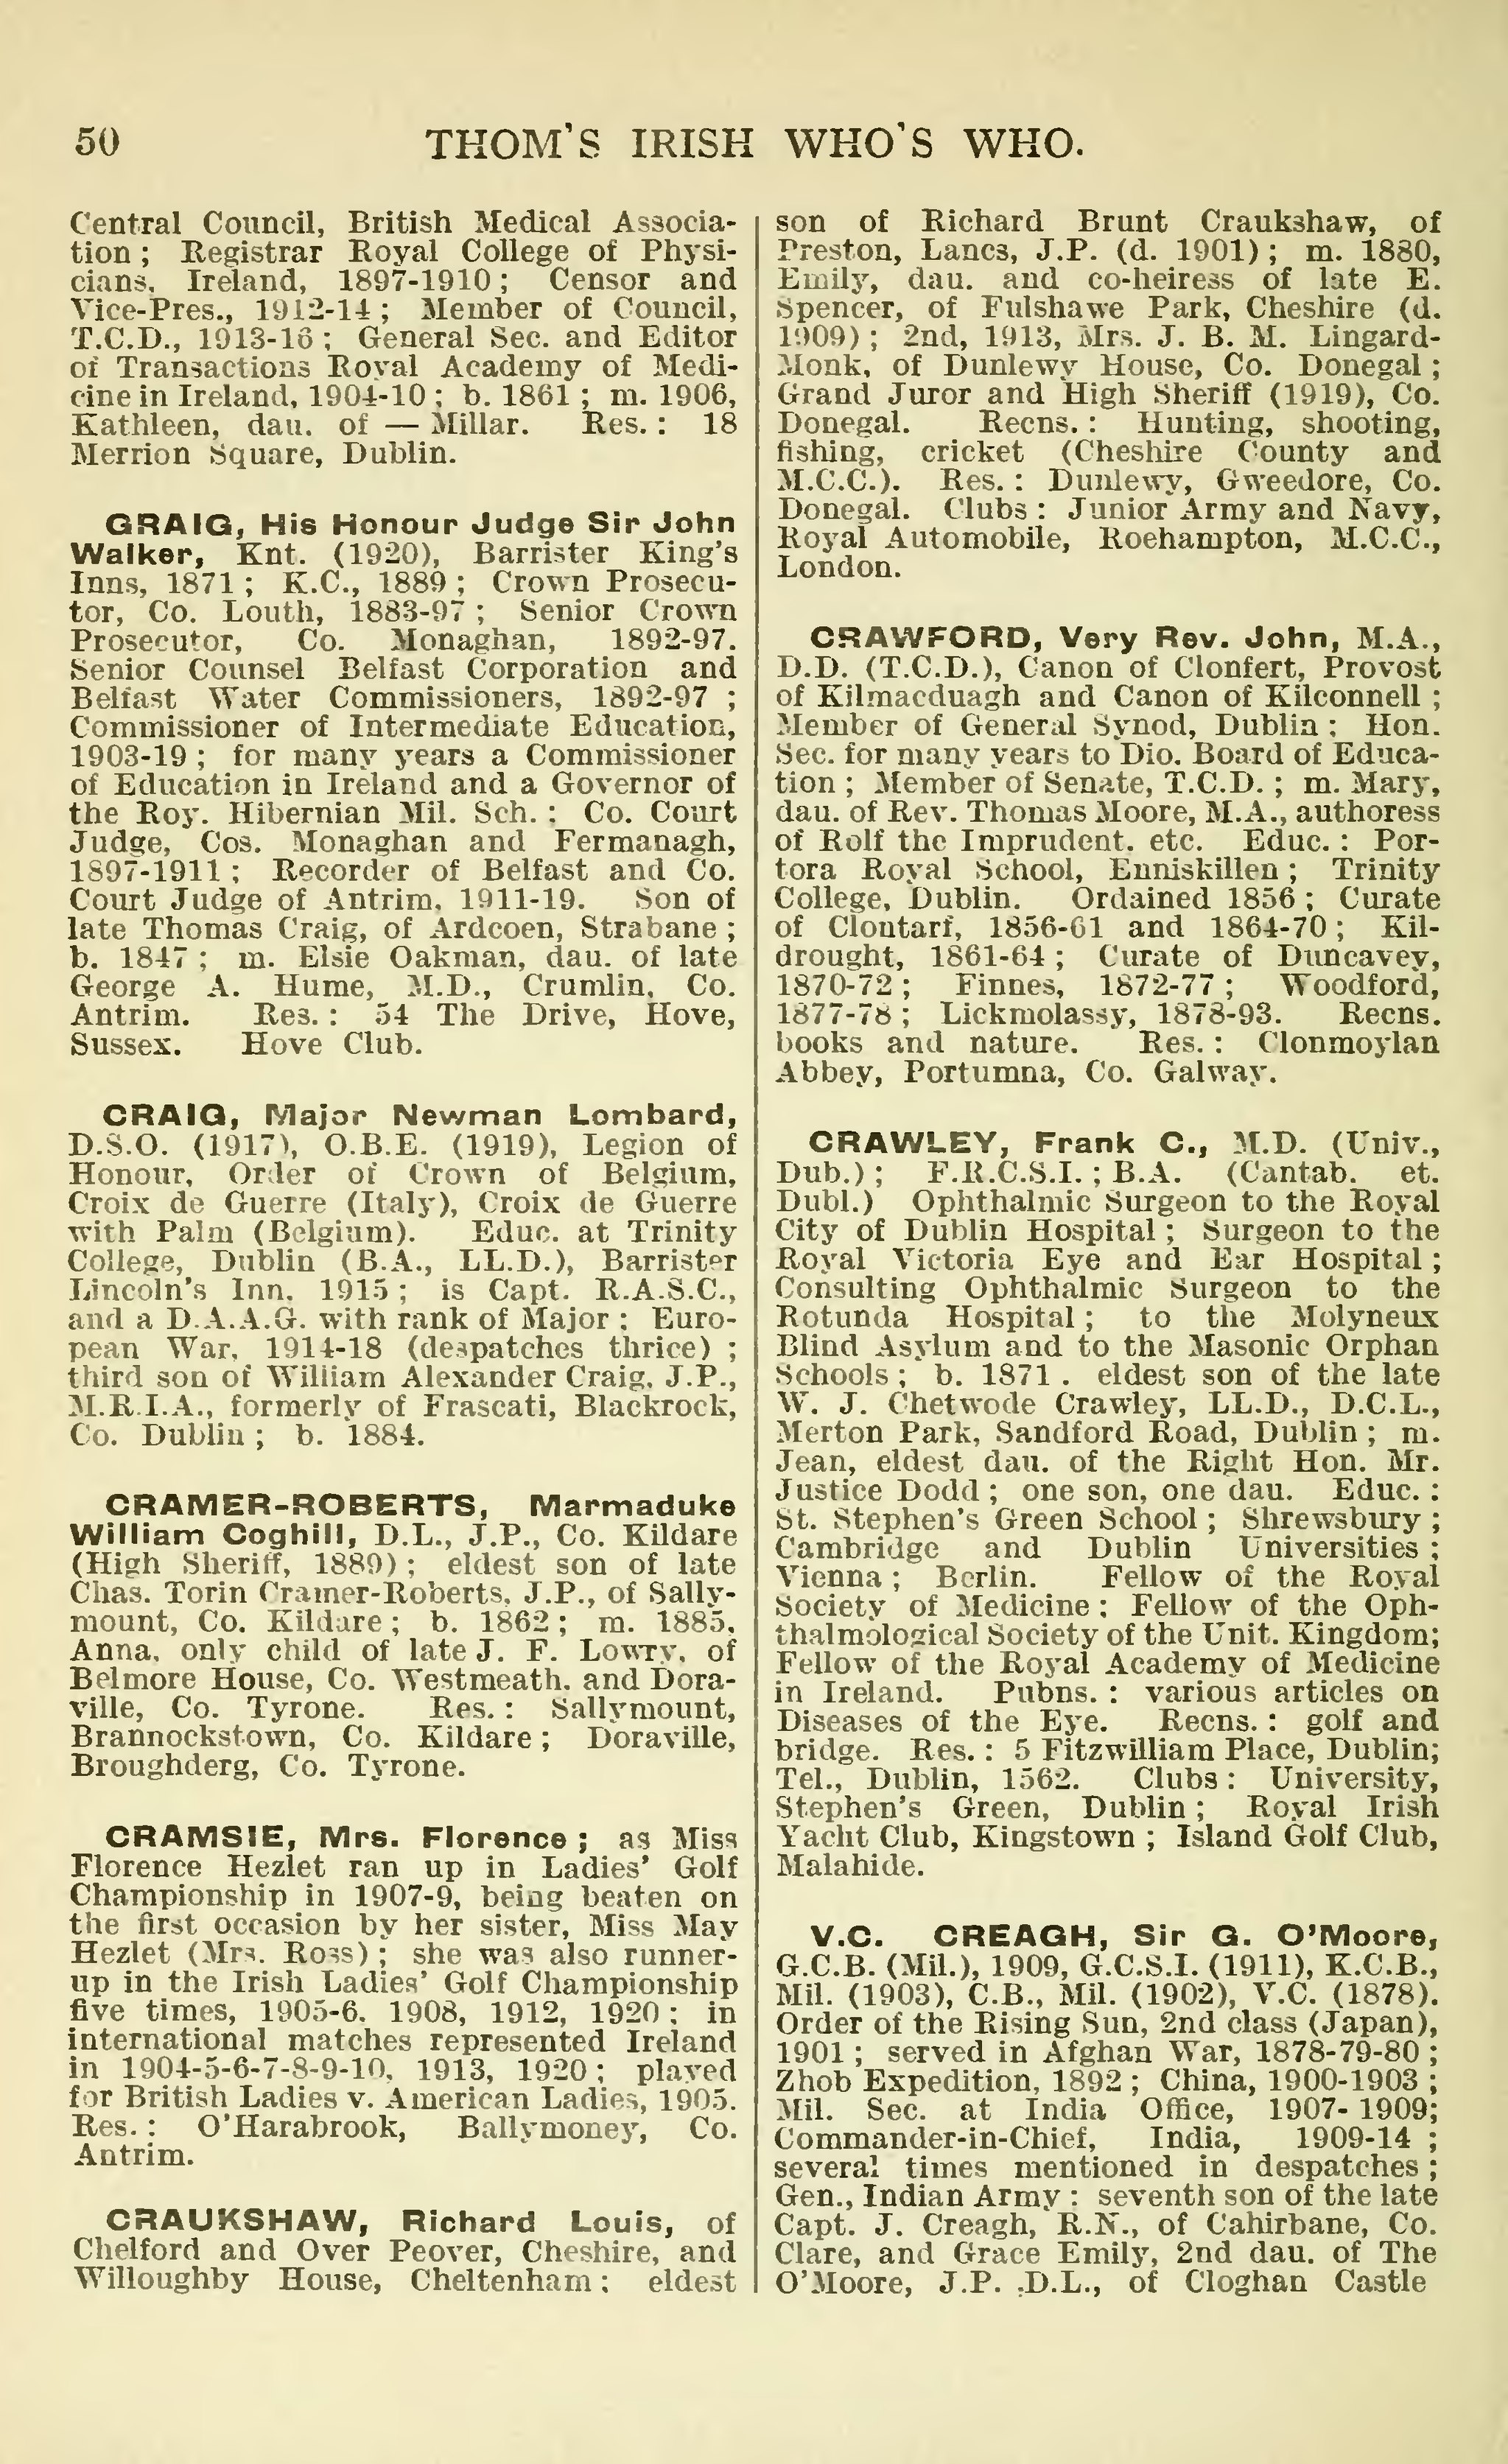 50 THOM'S IRISH WHO'S WHO.
Central Council, British Medical Associa-
tion ; Registrar Royal College of Physi-
cians, Ireland, 1897-1910 ; Censor and
Vice-Pres., 1912-14 ; Member of Council,
T.C.D., 1913-16 ; General Sec. and Editor
of Transactions Royal Academy of Medi-
cine in Ireland, 1904-10 ; b. 1861 ; m. 1906,
Kathleen, dau. of — Millar. Res. : 18
Merrion Square, Dublin.
GRAIG, His Honour Judge Sir John
Walker, Knt. (1920), Barrister King's
Inns, 1871 ; K.C., 1889 ; Crown Prosecu-
tor, Co. Louth, 1883-97 ; Senior Crown
Prosecutor, Co. Monaghan, 1892-97.
Senior Counsel Belfast Corporation and
Belfast Water Commissioners, 1892-97 ;
Commissioner of Intermediate Education,
1903-19 ; for many years a Commissioner
of Education in Ireland and a Governor of
the Roy. Hibernian Mil. Sch. : Co. Court
Judge, Cos. Monaghan and Fermanagh,
1897-1911 ; Recorder of Belfast and Co.
Court Judge of Antrim, 1911-19. Son of
late Thomas Craig, of Ardcoen, Strabane ;
b. 1847 ; m. Elsie Oakman, dau. of late
George A. Hume, M.D., Crumlin, Co.
Antrim. Res. : 54 The Drive, Hove,
Sussex. Hove Club.
CRAIG, Major Newman Lombard,
D.S.O. (1917), O.B.E. (1919), Legion of
Honour, Order of Crown of Belgium,
Croix de Guerre (Italy), Croix de Guerre
with Palm (Belgium). Educ. at Trinity
College, Dublin (B.A., LL.D.), Barrister
Lincoln's Inn, 1915 ; is Capt. R.A.S.C.,
and a D.A.A.G. with rank of Major ; Euro-
pean War, 1914-18 (despatches thrice) ;
third son of William Alexander Craig, J.P.,
M.R.I.A., formerly of Frascati, Blackrock,
Co. Dublin ; b. 1884.
CRAMER-ROBERTS, Marmaduke
William Coghill, D.L., J.P., Co. Kildare
(High Sheriff, 1889) ; eldest son of late
Chas. Torin Cramer-Roberts, J.P., of Sally-
mount, Co. Kildare ; b. 1862 ; m. 1885,
Anna, only child of late J. F. Lowry, of
Belmore House, Co. Westmeath, and Dora-
ville, Co. Tyrone. Res. : Sallymount,
Brannockstown, Co. Kildare ; Doraville,
Broughderg, Co. Tyrone.
CRAMSIE, Mrs. Florence ; as Miss
Florence Hezlet ran up in Ladies' Golf
Championship in 1907-9, being beaten on
the first occasion by her sister, Miss May
Hezlet (Mrs. Ross) ; she was also runner-
up in the Irish Ladies' Golf Championship
five times, 1905-6, 1908, 1912, 1920 : in
international matches represented Ireland
in 1904-5-6-7-8-9-10, 1913, 1920 ; played
for British Ladies v. American Ladies, 1905.
Res. : O'Harabrook, Ballymoney, Co.
Antrim.
CRAUKSHAW, Richard Louis, of
Chelford and Over Peover, Cheshire, and
Willoughby House, Cheltenham ; eldest
son of Richard Brunt Craukshaw, of
Preston, Lancs, J.P. (d. 1901) ; m. 1880,
Emily, dau. and co-heiress of late E.
Spencer, of Fulshawe Park, Cheshire (d.
1909) ; 2nd, 1913, Mrs. J. B. M. Lingard-
Monk, of Dunlewy House, Co. Donegal ;
Grand Juror and High Sheriff (1919), Co.
Donegal. Recns. : Hunting, shooting,
fishing, cricket (Cheshire County and
M.C.C.). Res. : Dunlewy, Gweedore, Co.
Donegal. Clubs : Junior Army and Navy,
Royal Automobile, Roehampton, M.C.C.,
London.
CRAWFORD, Very Rev. John, M.A.,
D.D. (T.C.D.), Canon of Clonfert, Provost
of Kilmacduagh and Canon of Kilconnell ;
Member of General Synod, Dublin ; Hon.
Sec. for many years to Dio. Board of Educa-
tion ; Member of Senate, T.C.D. ; m. Mary,
dau. of Rev. Thomas Moore, M.A., authoress
of Rolf the Imprudent, etc. Educ. : Por-
tora Royal School, Enniskillen ; Trinity
College, Dublin. Ordained 1856 ; Curate
of Clontarf, 1856-61 and 1864-70 ; Kil-
drought, 1861-64 ; Curate of Duncavey,
1870-72 ; Finnes, 1872-77 ; Woodford,
1877-78 ; Lickmolassy, 1878-93. Recns.
books and nature. Res. : Clonmoylan
Abbey, Portumna, Co. Galway.
CRAWLEY, Frank C., M.D. (Univ.,
Dub.) ; F.R.C.S.I. ; B.A. (Cantab. et.
Dubl.) Ophthalmic Surgeon to the Royal
City of Dublin Hospital ; Surgeon to the
Royal Victoria Eye and Ear Hospital ;
Consulting Ophthalmic Surgeon to the
Rotunda Hospital ; to the Molyneux
Blind Asylum and to the Masonic Orphan
Schools ; b. 1871 . eldest son of the late
W. J. Chetwode Crawley, LL.D., D.C.L.,
Merton Park, Sandford Road, Dublin ; m.
Jean, eldest dau. of the Right Hon. Mr.
Justice Dodd ; one son, one dau. Educ. :
St. Stephen's Green School ; Shrewsbury ;
Cambridge and Dublin Universities ;
Vienna ; Berlin. Fellow of the Royal
Society of Medicine ; Fellow of the Oph-
thalmological Society of the Unit. Kingdom;
Fellow of the Royal Academy of Medicine
in Ireland. Pubns. : various articles on
Diseases of the Eye. Recns. : golf and
bridge. Res. : 5 Fitzwilliam Place, Dublin;
Tel., Dublin, 1562. Clubs : University,
Stephen's Green, Dublin ; Royal Irish
Yacht Club, Kingstown ; Island Golf Club,
Malahide.
V.C. CREAGH, Sir G. O'Moore,
G.C.B. (Mil.), 1909, G.C.S.I. (1911), K.C.B.,
Mil. (1903), C.B., Mil. (1902), V.C. (1878).
Order of the Rising Sun, 2nd class (Japan),
1901 ; served in Afghan War, 1878-79-80 ;
Zhob Expedition, 1892 ; China, 1900-1903 ;
Mil. Sec. at India Office, 1907- 1909;
Commander-in-Chief, India, 1909-14 ;
several times mentioned in despatches ;
Gen., Indian Army : seventh son of the late
Capt. J. Creagh, R.N., of Cahirbane, Co.
Clare, and Grace Emily, 2nd dau. of The
O'Moore, J.P. ,D.L., of Cloghan Castle